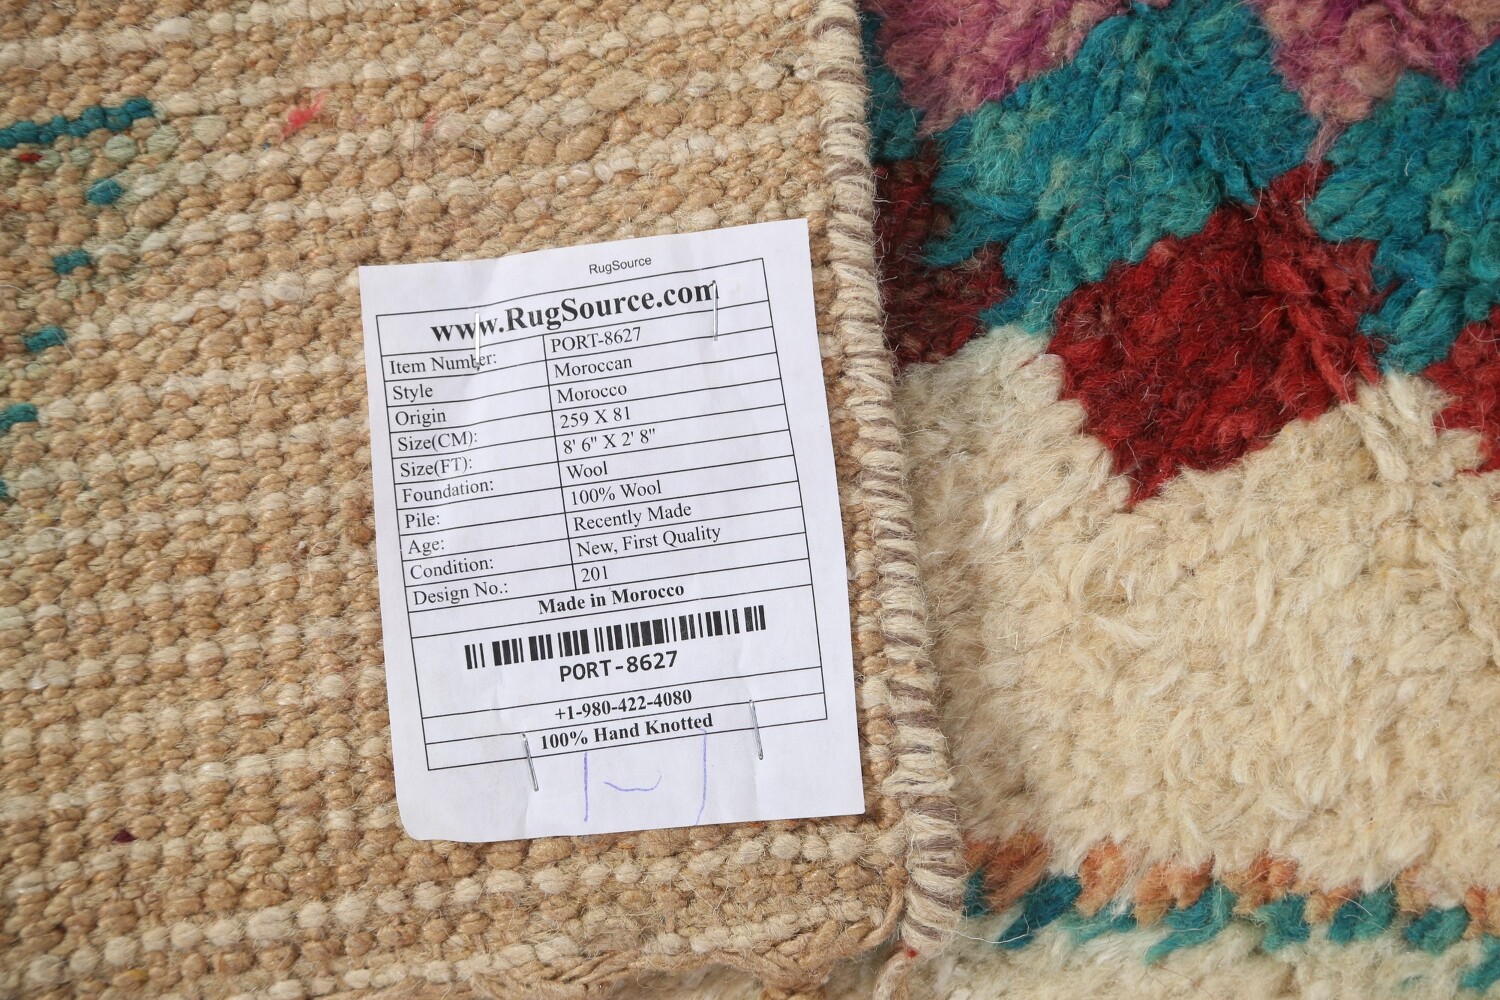 RugSource
www.RugSource.com
Item Number: PORT-8627
Style Moroccan
Origin Morocco
Size(CM): 259 X 81
Size(FT): 8' 6" X 2' 8"
Foundation: Wool
Pile: 100% Wool
Age: Recently Made
Condition: New, First Quality
Design No.: 201
Made in Morocco
PORT-8627
+1-980-422-4080
100% Hand Knotted